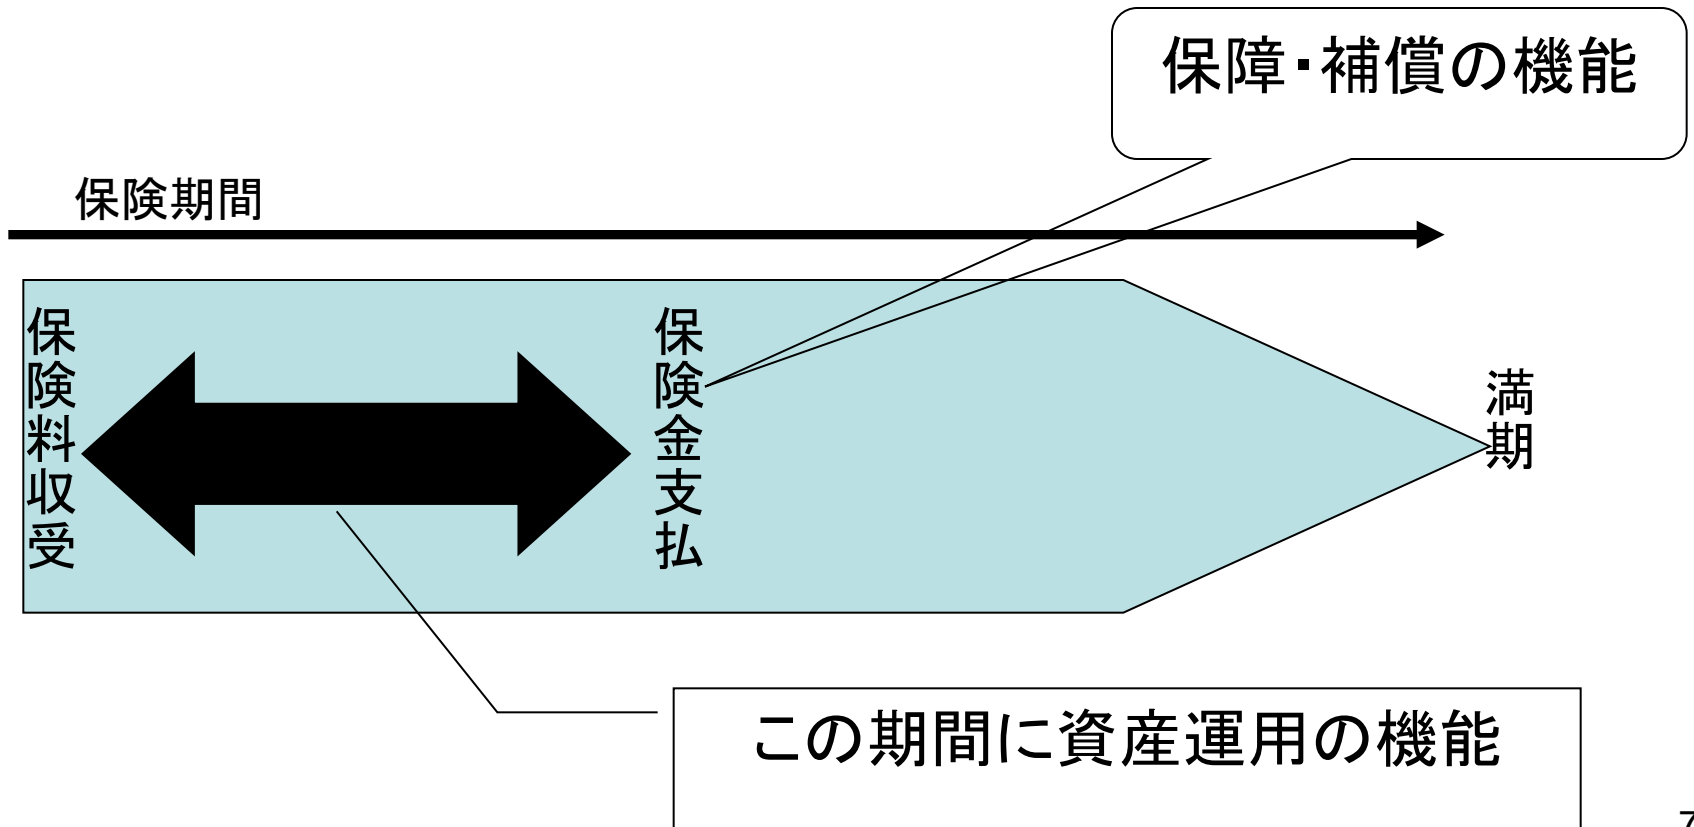 保障・補償の機能
保険期間
保険料収受
保険金支払
満期
この期間に資産運用の機能
7